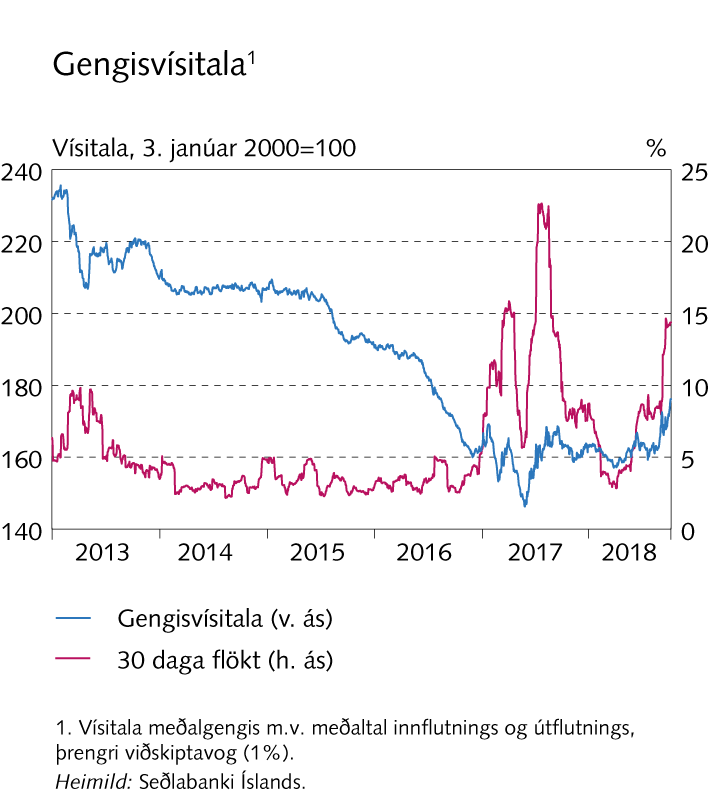 Gengisvísitala¹
Vísitala, 3. janúar 2000=100 %
240 25
220 20
200 15
180 10
160 5
140 0
2013 2014 2015 2016 2017 2018
Gengisvísitala (v. ás)
30 daga flökt (h. ás)
1. Vísitala meðalgengis m.v. meðaltal innflutnings og útflutnings,
þrengri viðskiptavog (1%).
Heimild: Seðlabanki Íslands.